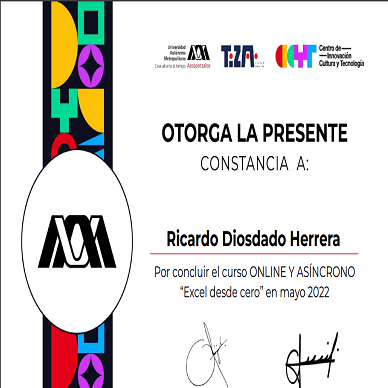 Universidad
Autónoma
Metropolitana
Casa abierta al tiempo Azcapotzalco
TZM
Centro de
Innovación
Cultura y Tecnología
OTORGA LA PRESENTE
CONSTANCIA A:
Ricardo Diosdado Herrera
Por concluir el curso ONLINE Y ASÍNCRONO
“Excel desde cero” en mayo 2022